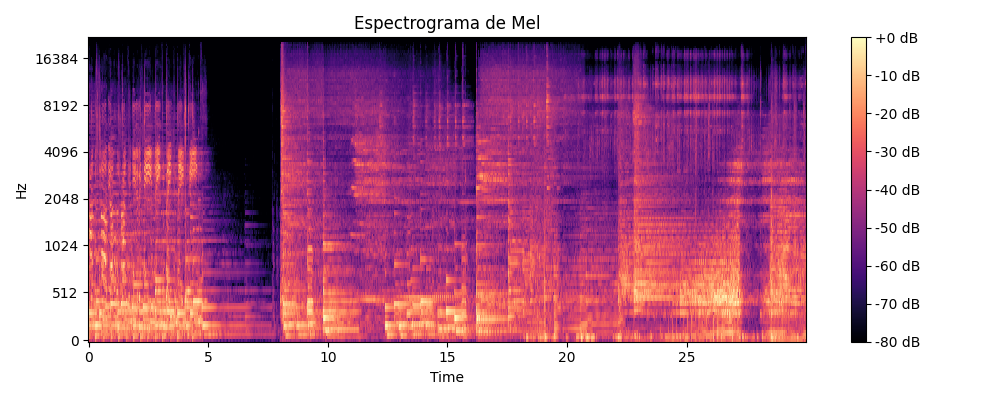 Espectrograma de Mel
Hz
16384
8192
4096
2048
1024
512
0
0 5 10 15 20 25
Time
+0 dB
-10 dB
-20 dB
-30 dB
-40 dB
-50 dB
-60 dB
-70 dB
-80 dB